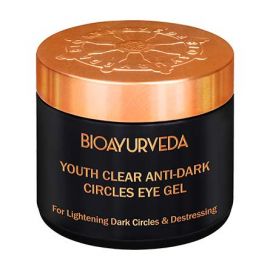 BIOAYURVEDA
YOUTH CLEAR ANTI-DARK
CIRCLES EYE GEL
For Lightening Dark Circles & Destressing